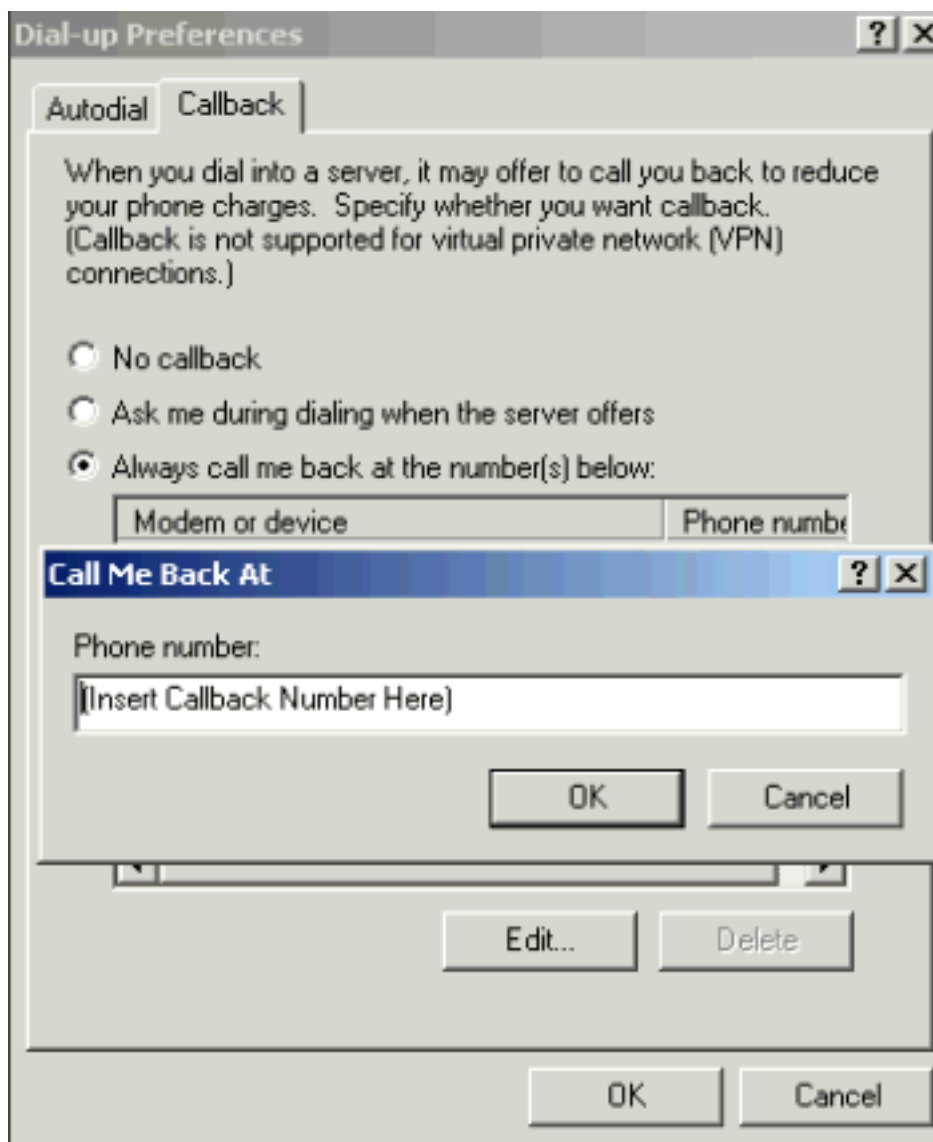 Dial-up Preferences
Autodial
Callback
When you dial into a server, it may offer to call you back to reduce
your phone charges. Specify whether you want callback.
(Callback is not supported for virtual private network (VPN)
connections.)
No callback
Ask me during dialing when the server offers
Always call me back at the number(s) below:
Modem or device
Phone numbe
Call Me Back At
Phone number:
(Insert Callback Number Here)
OK
Cancel
Edit...
Delete
OK
Cancel